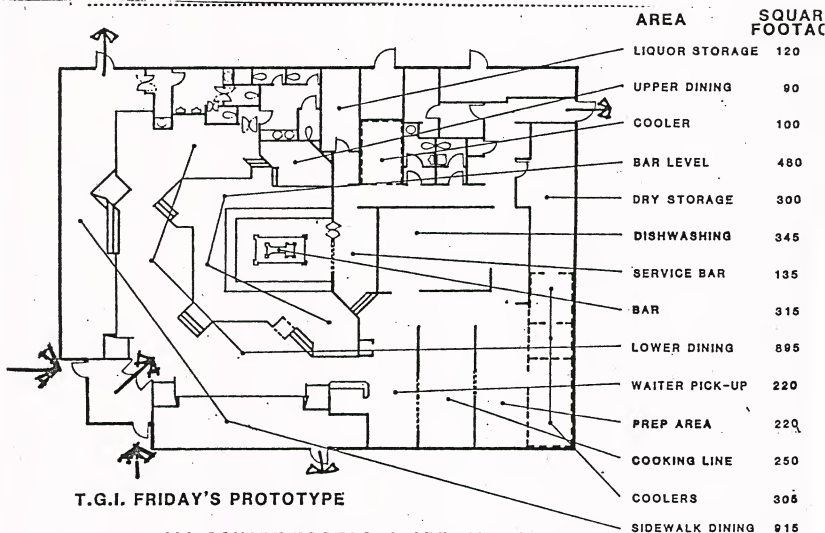 AREA SQUAR
FOOTAG
LIQUOR STORAGE 120
UPPER DINING 90
COOLER 100
BAR LEVEL 480
DRY STORAGE 300
DISHWASHING 345
SERVICE BAR 135
BAR 315
LOWER DINING 895
WAITER PICK-UP 220
PREP AREA 220
COOKING LINE 250
COOLERS 305
SIDEWALK DINING 915
T.G.I. FRIDAY'S PROTOTYPE